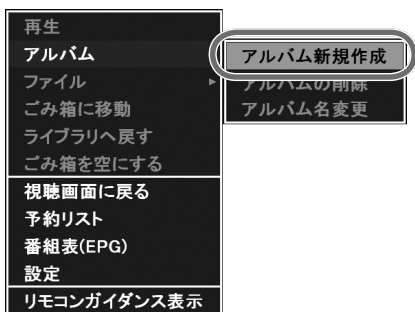 再生
アルバム
ファイル
ごみ箱に移動
ライブラリへ戻す
ごみ箱を空にする
視聴画面に戻る
予約リスト
番組表(EPG)
設定
リモコンガイダンス表示
アルバム新規作成
アルバムの削除
アルバム名変更